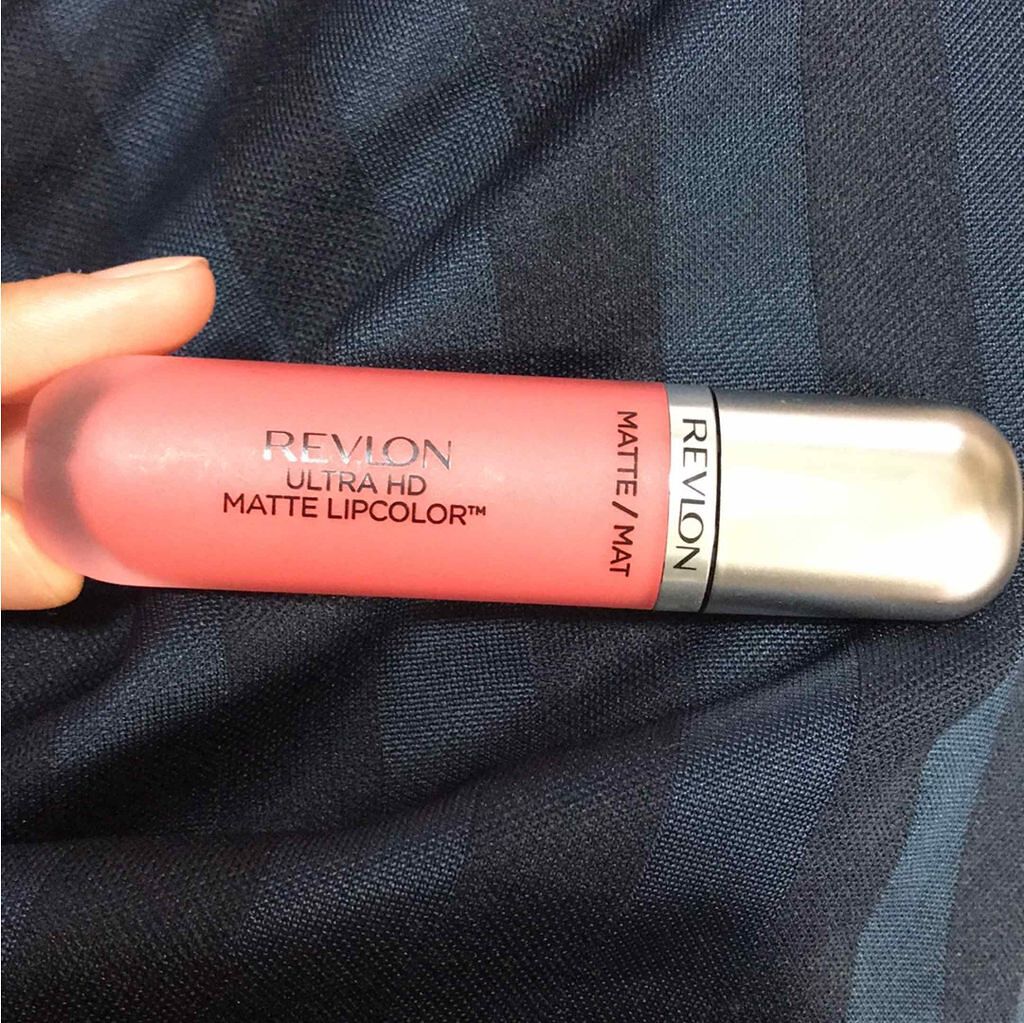 REVLON
ULTRA HD
MATTE LIPCOLOR™
MATTE / MAT
REVLON